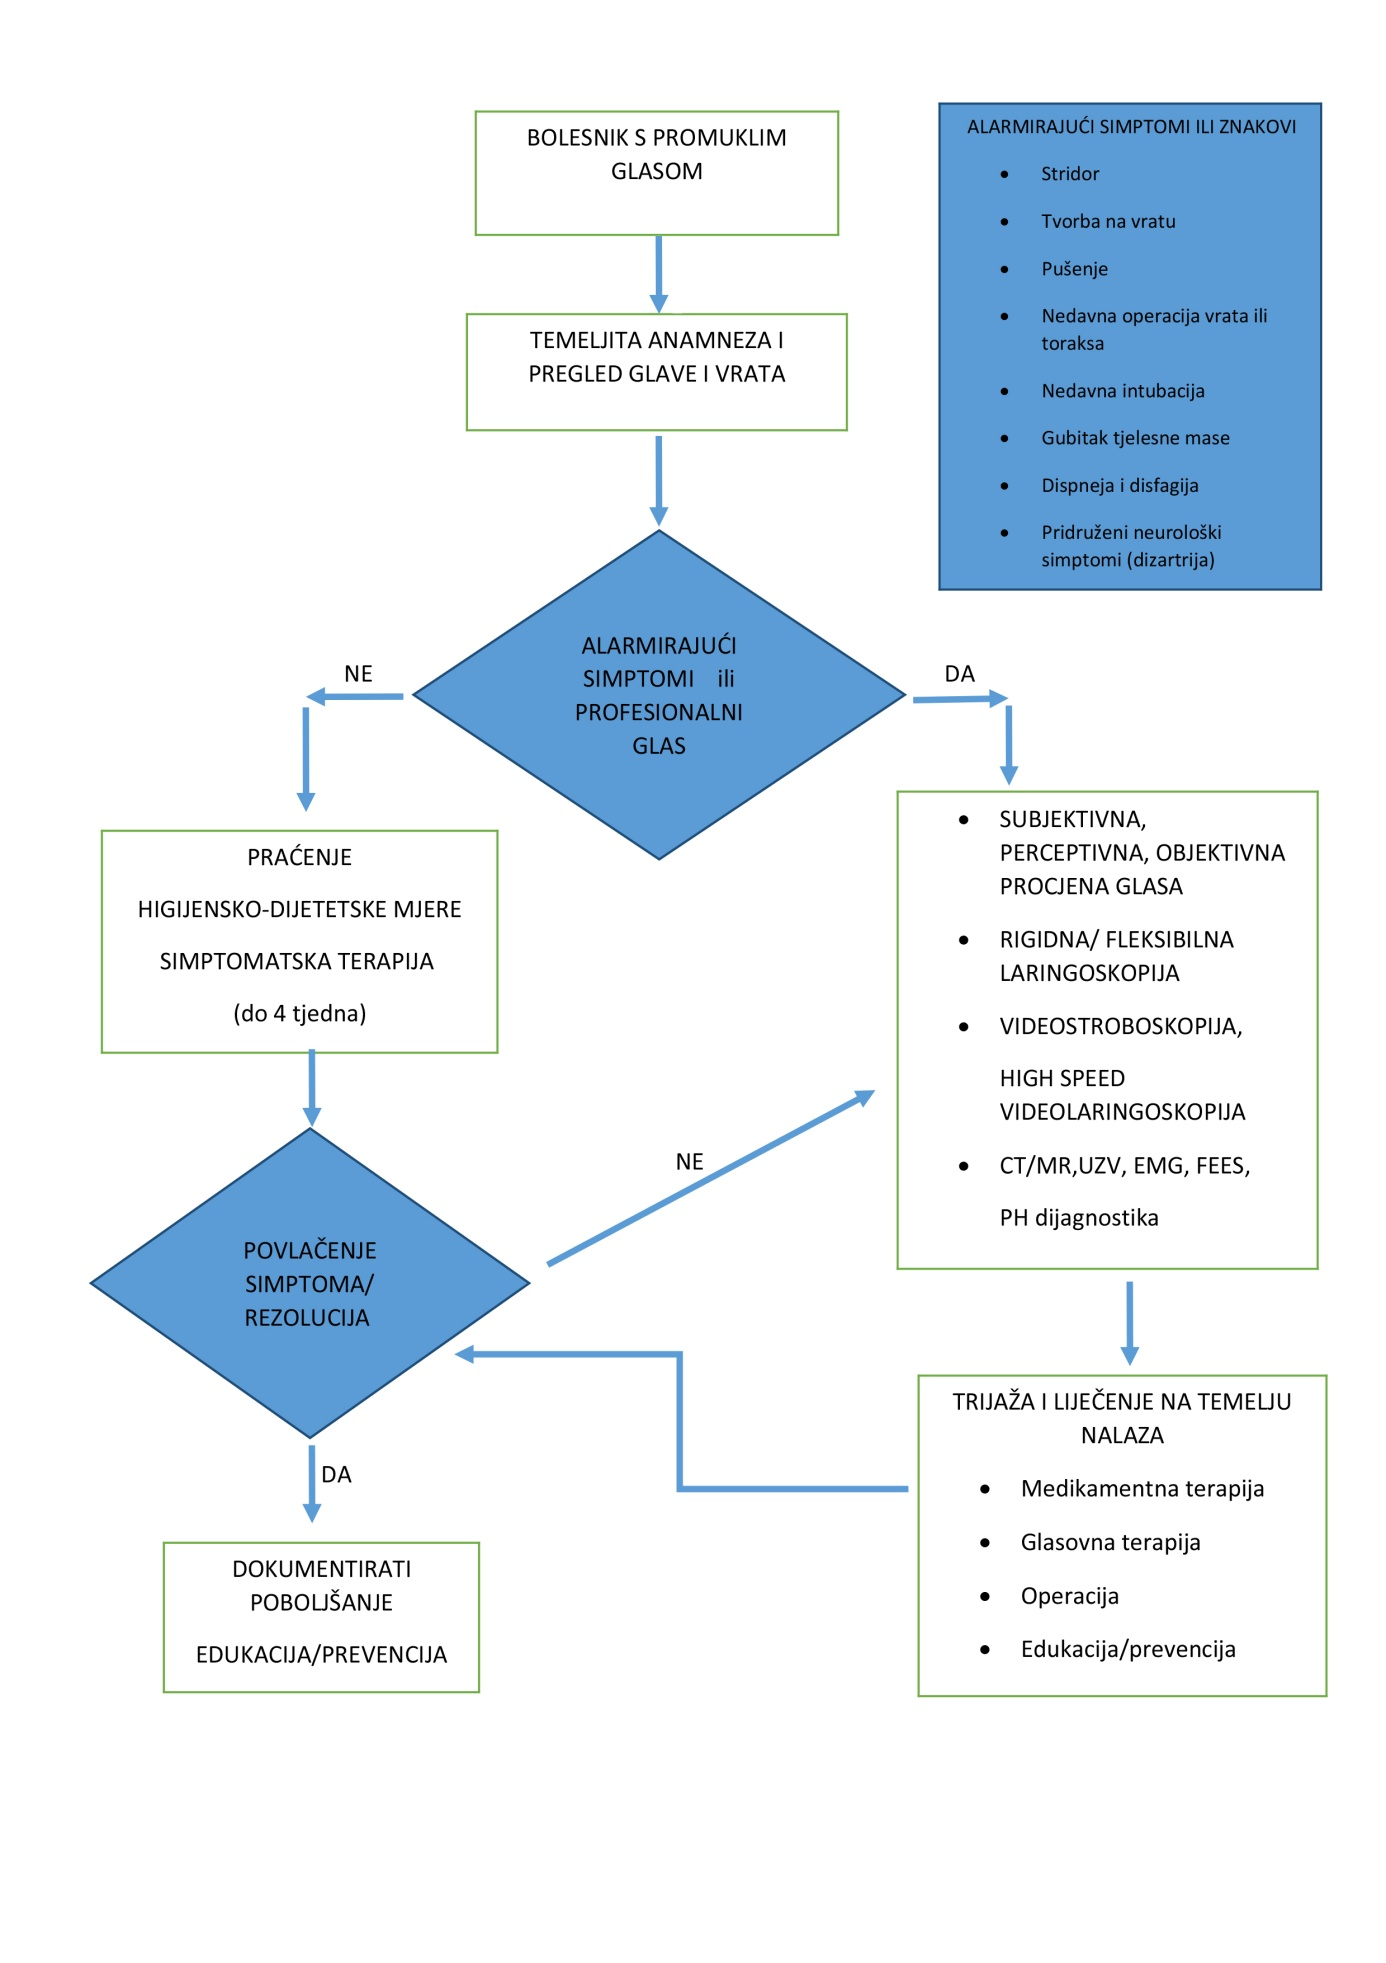 BOLESNIK S PROMUKLIM
GLASOM
TEMELJITA ANAMNEZA I
PREGLED GLAVE I VRATA
ALARMIRAJUĆI SIMPTOMI ILI ZNAKOVI
• Stridor
• Tvorba na vratu
• Pušenje
• Nedavna operacija vrata ili
toraksa
• Nedavna intubacija
• Gubitak tjelesne mase
• Dispneja i disfagija
• Pridruženi neurološki
simptomi (dizartrija)
ALARMIRAJUĆI
SIMPTOMI ili
PROFESIONALNI
GLAS
NE
DA
PRAĆENJE
HIGIJENSKO-DIJETETSKE MJERE
SIMPTOMATSKA TERAPIJA
(do 4 tjedna)
• SUBJEKTIVNA,
PERCEPTIVNA, OBJEKTIVNA
PROCJENA GLASA
• RIGIDNA/ FLEKSIBILNA
LARINGOSKOPIJA
• VIDEOSTROBOSKOPIJA,
HIGH SPEED
VIDEOLARINGOSKOPIJA
• CT/MR,UZV, EMG, FEES,
PH dijagnostika
NE
POVLAČENJE
SIMPTOMA/
REZOLUCIJA
DA
TRIJAŽA I LIJEČENJE NA TEMELJU
NALAZA
• Medikamentna terapija
• Glasovna terapija
• Operacija
• Edukacija/prevencija
DOKUMENTIRATI
POBOLJŠANJE
EDUKACIJA/PREVENCIJA